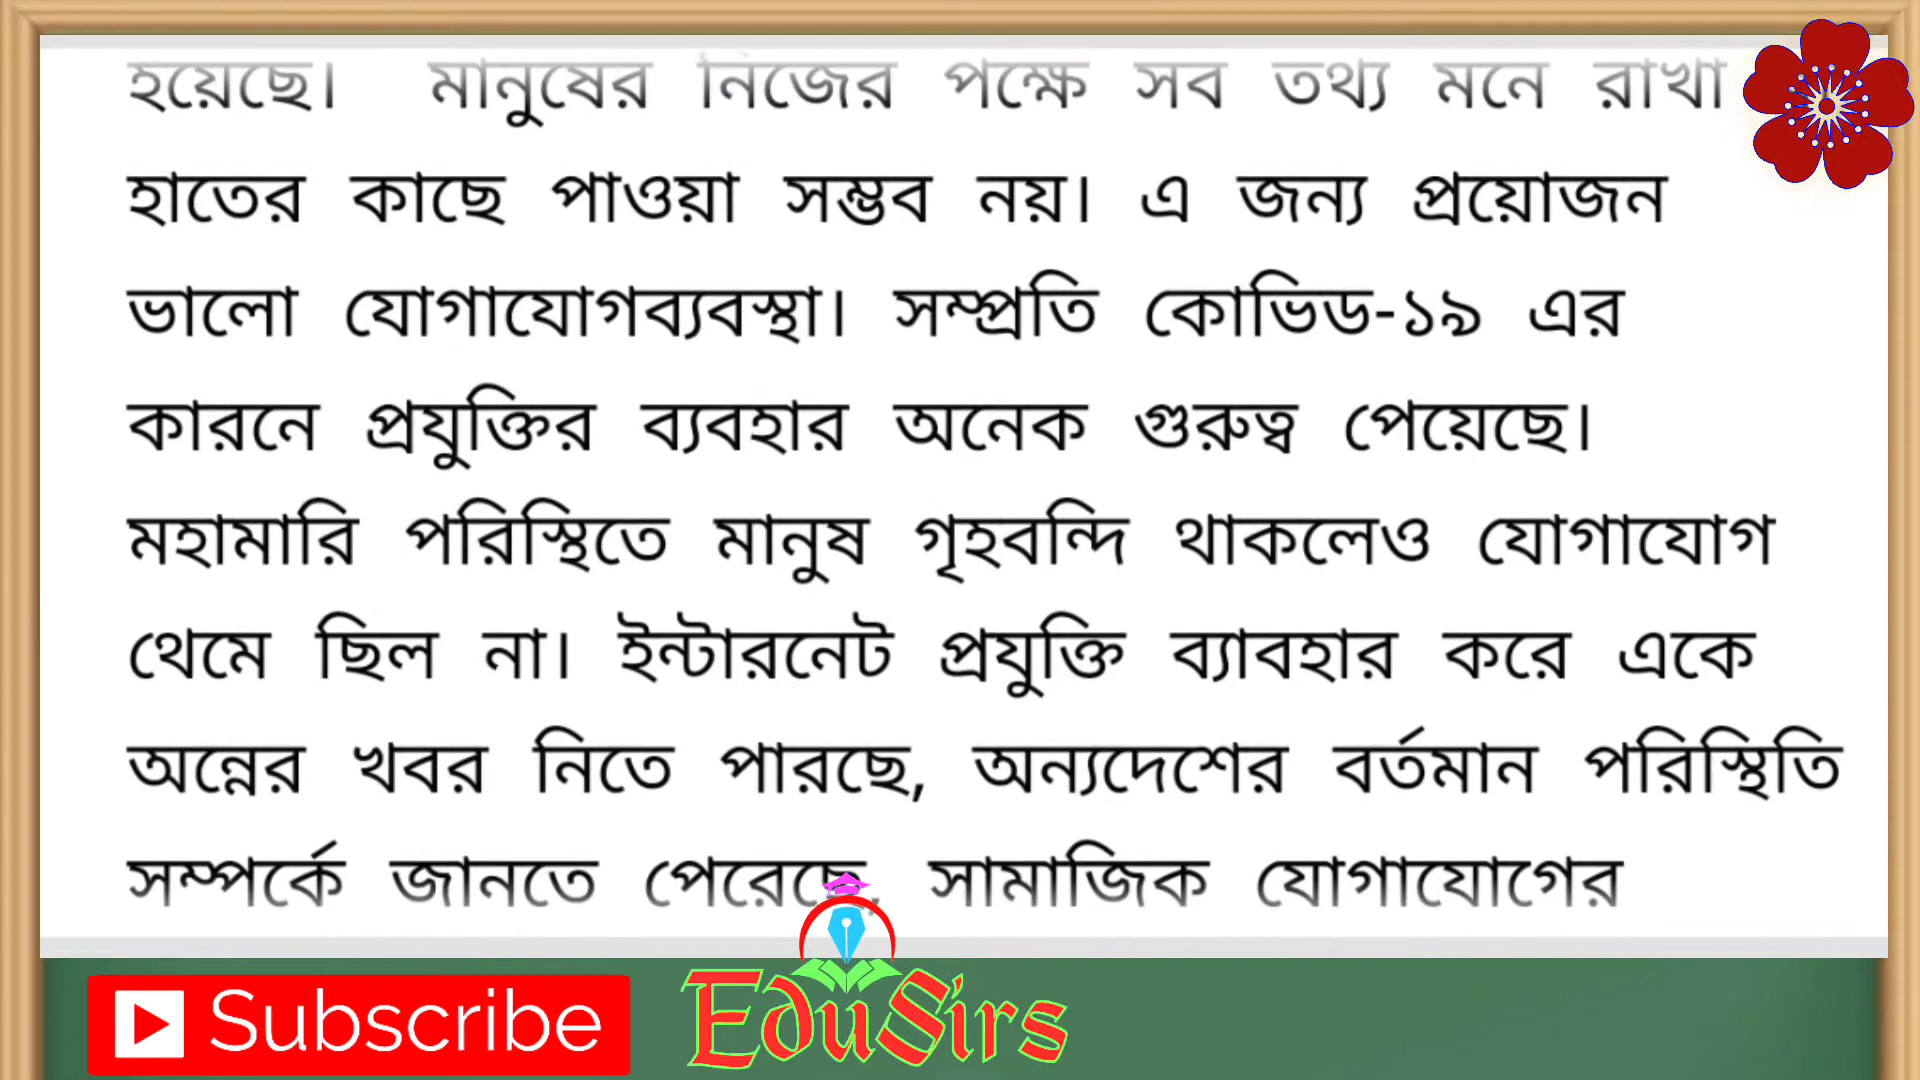 হয়েছে। মানুষের নিজের পক্ষে সব তথ্য মনে রাখা
হাতের কাছে পাওয়া সম্ভব নয়। এ জন্য প্রয়োজন
ভালো যোগাযোগব্যবস্থা। সম্প্রতি কোভিড-১৯ এর
কারনে প্রযুক্তির ব্যবহার অনেক গুরুত্ব পেয়েছে।
মহামারি পরিস্থিতে মানুষ গৃহবন্দি থাকলেও যোগাযোগ
থেমে ছিল না। ইন্টারনেট প্রযুক্তি ব্যাবহার করে একে
অন্নের খবর নিতে পারছে, অন্যদেশের বর্তমান পরিস্থিতি
সম্পর্কে জানতে পেরেছে, সামাজিক যোগাযোগের
Subscribe
EduSirs